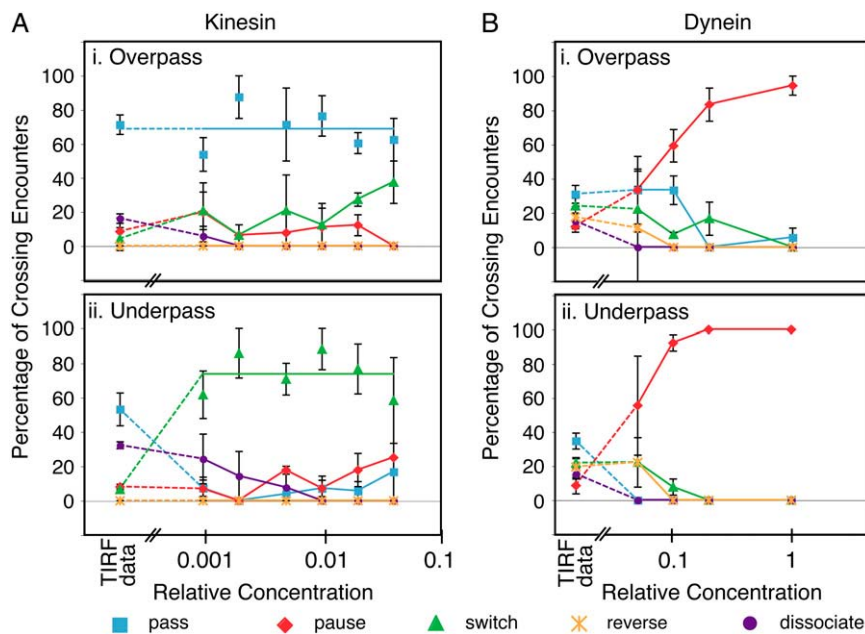 A
Kinesin
B
Dynein
i. Overpass
i. Overpass
100
80
60
40
20
0
100
80
60
40
20
0
Percentage of Crossing Encounters
Percentage of Crossing Encounters
ii. Underpass
ii. Underpass
100
80
60
40
20
0
100
80
60
40
20
0
TIRF
data
0.001
0.01
0.1
TIRF
data
0.1
1
Relative Concentration
Relative Concentration
pass
pause
switch
reverse
dissociate